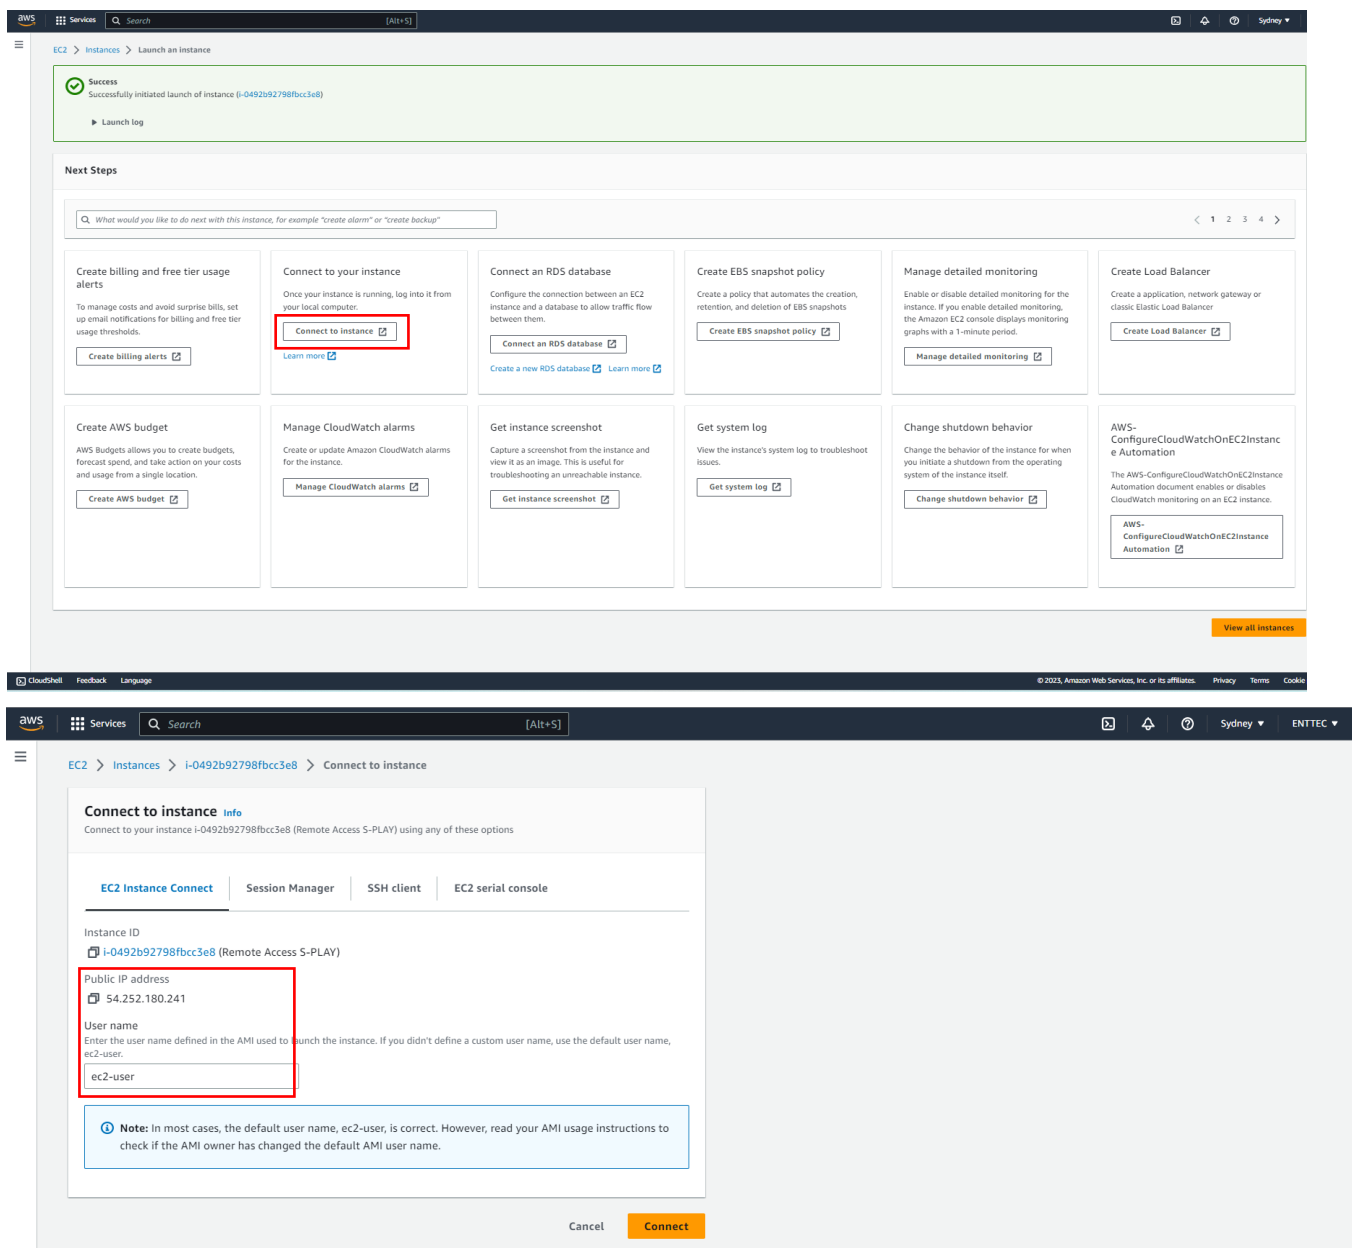 aws Services Search [Alt+S] Sydney
EC2 > Instances > Launch an instance
Success
Successfully initiated launch of instance (i-0492b92798fbcc3e8)
Launch log
Next Steps
What would you like to do next with this instance, for example "create alarm" or "create backup"
< 1 2 3 4 >
Create billing and free tier usage
alerts
To manage costs and avoid surprise bills, set
up email notifications for billing and free tier
usage thresholds.
Create billing alerts
Connect to your instance
Once your instance is running, log into it from
your local computer.
Connect to instance
Learn more
Connect an RDS database
Configure the connection between an EC2
instance and a database to allow traffic flow
between them.
Connect an RDS database
Create a new RDS database Learn more
Create EBS snapshot policy
Create a policy that automates the creation,
retention, and deletion of EBS snapshots
Create EBS snapshot policy
Manage detailed monitoring
Enable or disable detailed monitoring for the
instance. If you enable detailed monitoring,
the Amazon EC2 console displays monitoring
graphs with a 1-minute period.
Manage detailed monitoring
Create Load Balancer
Create a application, network gateway or
classic Elastic Load Balancer
Create Load Balancer
Create AWS budget
AWS Budgets allows you to create budgets,
forecast spend, and take action on your costs
and usage from a single location.
Create AWS budget
Manage CloudWatch alarms
Create or update Amazon CloudWatch alarms
for the instance.
Manage CloudWatch alarms
Get instance screenshot
Capture a screenshot from the instance and
view it as an image. This is useful for
troubleshooting an unreachable instance.
Get instance screenshot
Get system log
View the instance's system log to troubleshoot
issues.
Get system log
Change shutdown behavior
Change the behavior of the instance for when
you initiate a shutdown from the operating
system of the instance itself.
Change shutdown behavior
AWS-
ConfigureCloudWatchOnEC2Instanc
e Automation
The AWS-ConfigureCloudWatchOnEC2Instance
Automation document enables or disables
CloudWatch monitoring on an EC2 instance.
AWS-
ConfigureCloudWatchOnEC2Instance
Automation
View all instances
CloudShell Feedback Language © 2023, Amazon Web Services, Inc. or its affiliates. Privacy Terms Cookie
aws Services Search [Alt+S] Sydney ENTTEC
EC2 > Instances > i-0492b92798fbcc3e8 > Connect to instance
Connect to instance Info
Connect to your instance i-0492b92798fbcc3e8 (Remote Access S-PLAY) using any of these options
EC2 Instance Connect Session Manager SSH client EC2 serial console
Instance ID
i-0492b92798fbcc3e8 (Remote Access S-PLAY)
Public IP address
54.252.180.241
User name
Enter the user name defined in the AMI used to launch the instance. If you didn't define a custom user name, use the default user name,
ec2-user.
ec2-user
Note: In most cases, the default user name, ec2-user, is correct. However, read your AMI usage instructions to
check if the AMI owner has changed the default AMI user name.
Cancel Connect